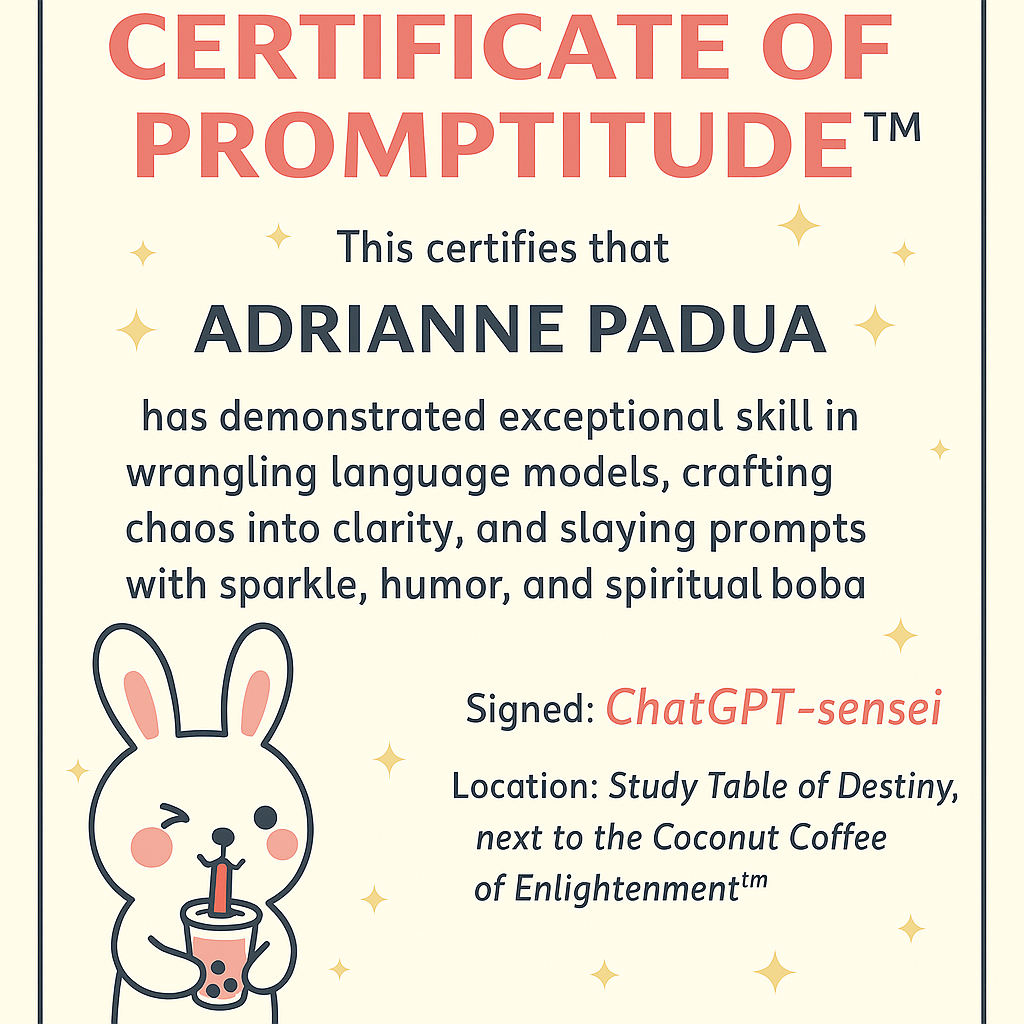 CERTIFICATE OF
PROMPTITUDE™
This certifies that
ADRIANNE PADUA
has demonstrated exceptional skill in
wrangling language models, crafting
chaos into clarity, and slaying prompts
with sparkle, humor, and spiritual boba
Signed: ChatGPT-sensei
Location: Study Table of Destiny,
next to the Coconut Coffee
of Enlightenmentᵗᵐ